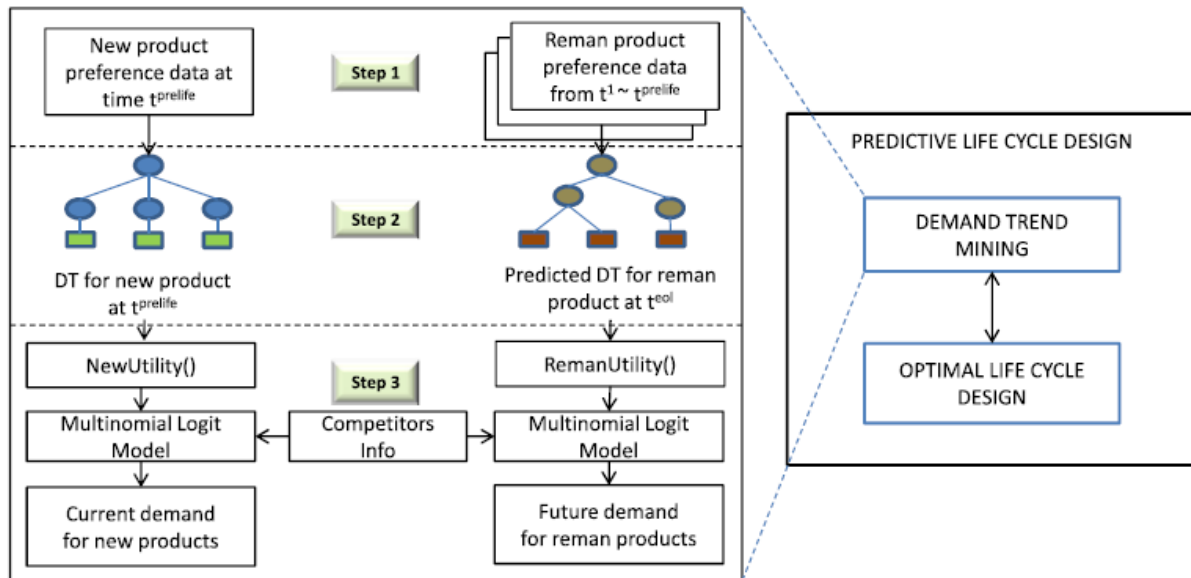 New product
preference data at
time t^prelife
Step 1
Reman product
preference data
from t^1 ~ t^prelife
Step 2
DT for new product
at t^prelife
Predicted DT for reman
product at t^eol
NewUtility()
Step 3
RemanUtility()
Multinomial Logit
Model
Competitors
Info
Multinomial Logit
Model
Current demand
for new products
Future demand
for reman products
PREDICTIVE LIFE CYCLE DESIGN
DEMAND TREND
MINING
OPTIMAL LIFE CYCLE
DESIGN